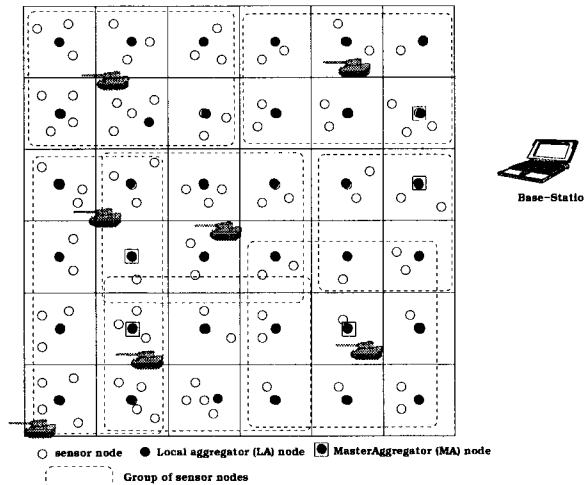 Base-Statio
sensor node
Local aggregator (LA) node
MasterAggregator (MA) node
Group of sensor nodes